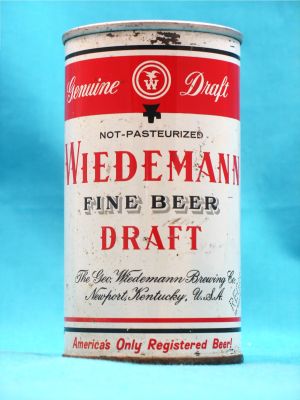 Genuine Draft
W
NOT-PASTEURIZED
WIEDEMANN
FINE BEER
DRAFT
The Geo. Wiedemann Brewing Co.
Newport, Kentucky, U.S.A.
America's Only Registered Beer!